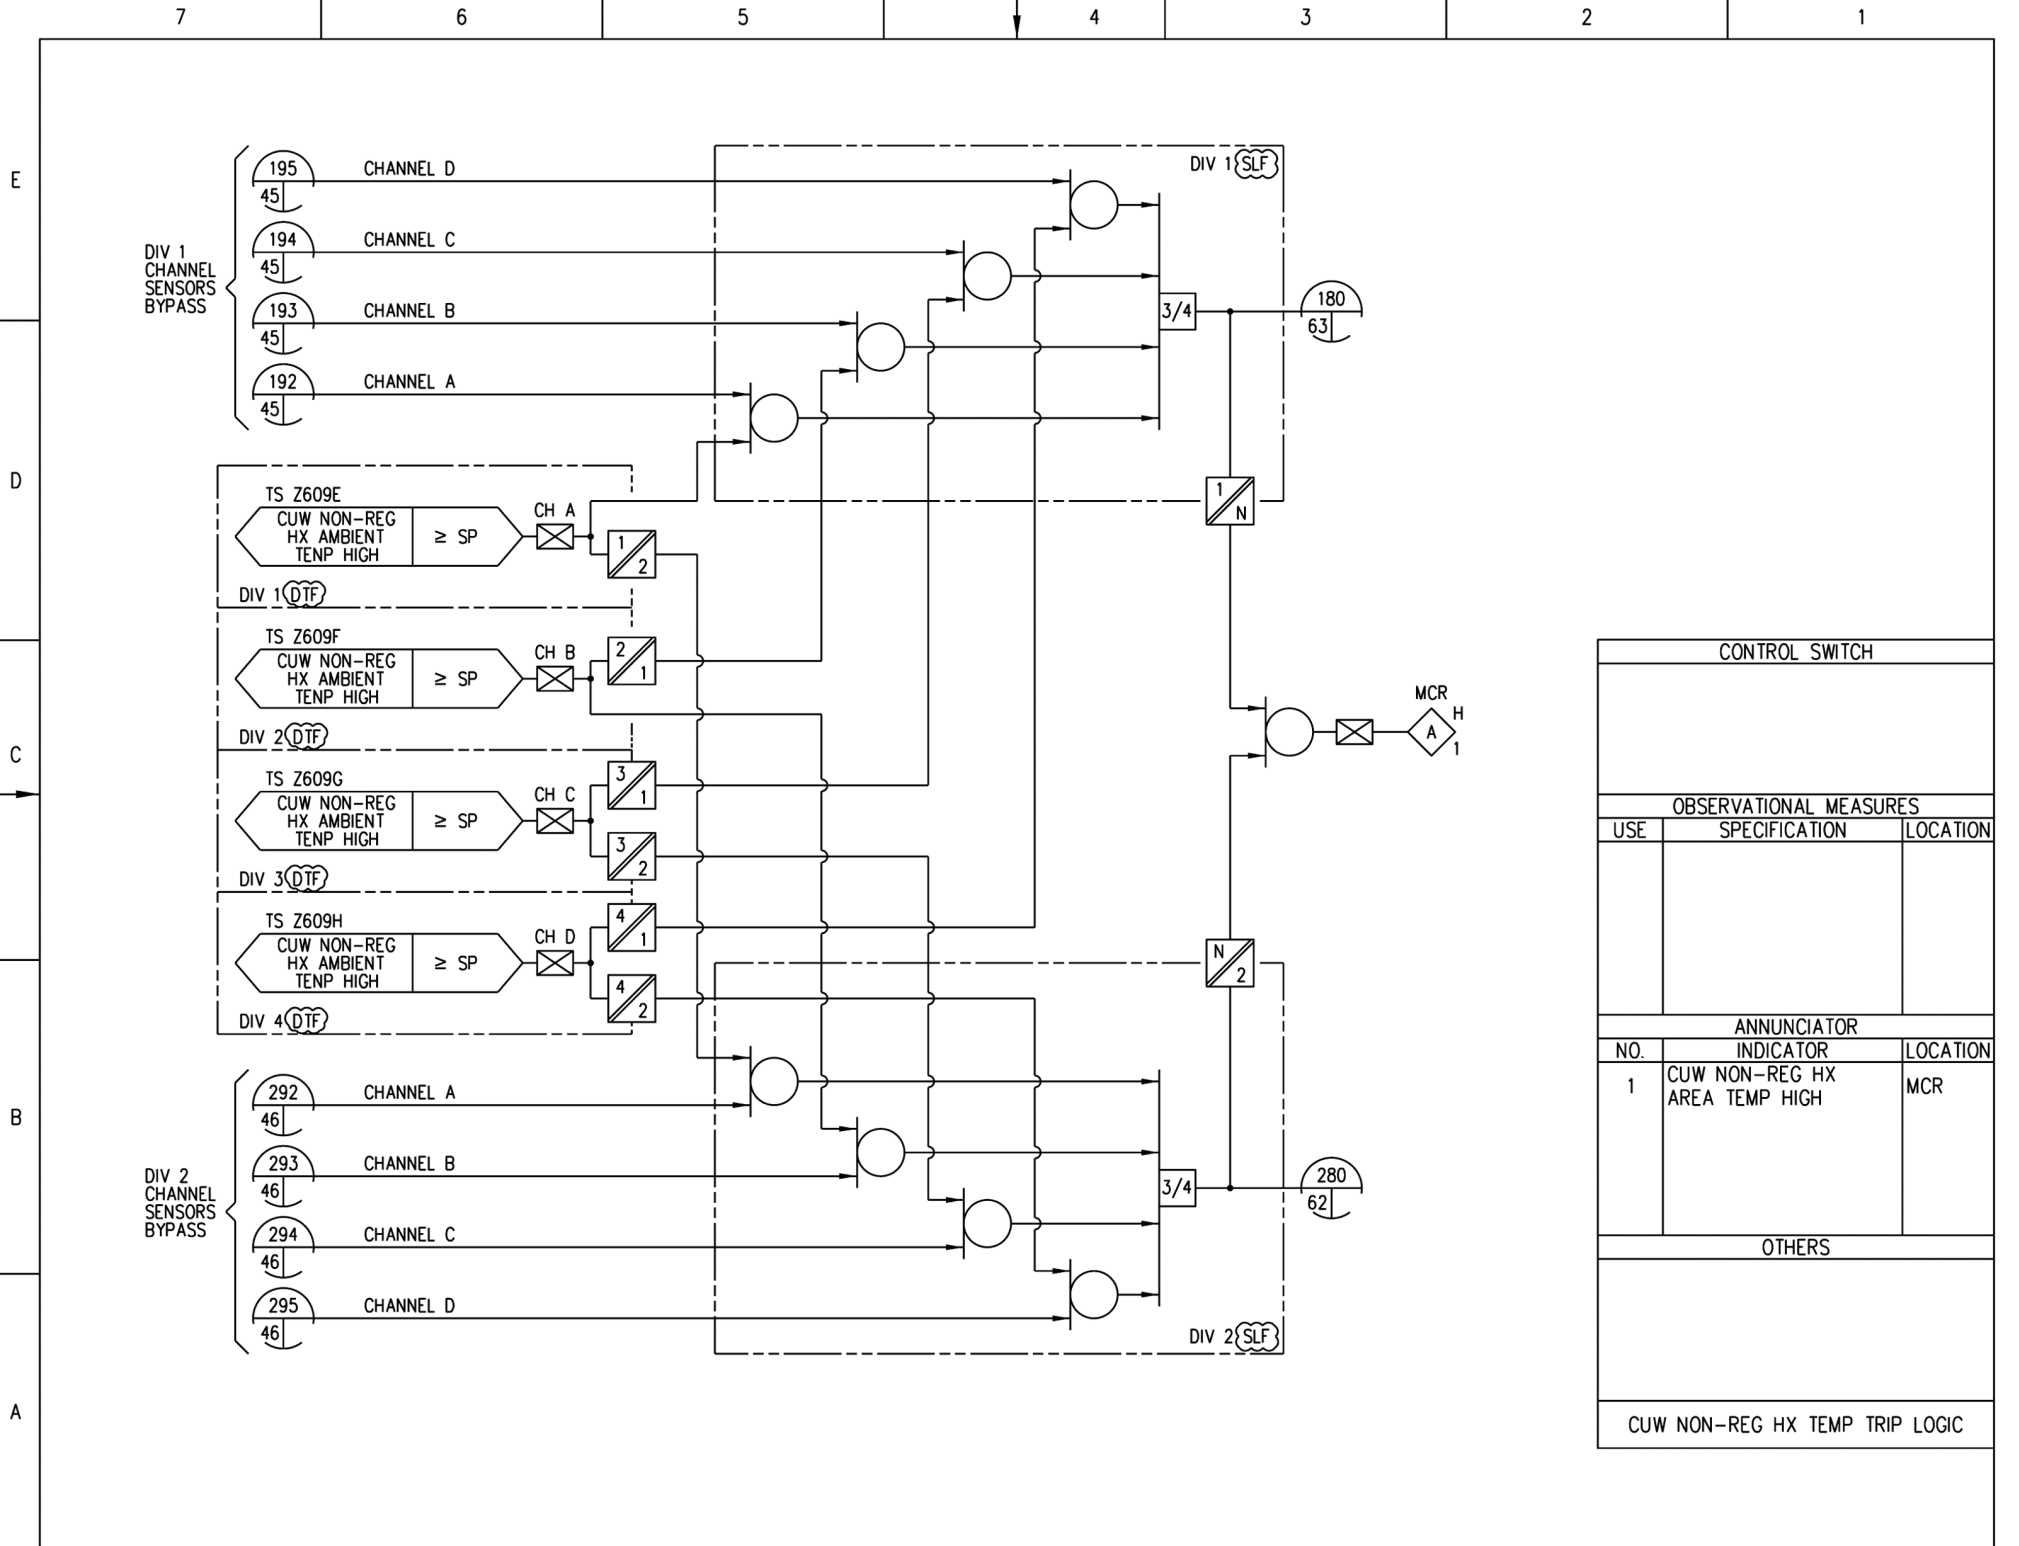 7 6 5 4 3 2 1
E
D
C
B
A
DIV 1
CHANNEL
SENSORS
BYPASS
195
45
CHANNEL D
194
45
CHANNEL C
193
45
CHANNEL B
192
45
CHANNEL A
DIV 1 SLF
3/4
180
63
1
N
TS Z609E
CUW NON-REG
HX AMBIENT
TENP HIGH
≥ SP
CH A
1
2
DIV 1 DTF
TS Z609F
CUW NON-REG
HX AMBIENT
TENP HIGH
≥ SP
CH B
2
1
DIV 2 DTF
TS Z609G
CUW NON-REG
HX AMBIENT
TENP HIGH
≥ SP
CH C
3
1
3
2
DIV 3 DTF
TS Z609H
CUW NON-REG
HX AMBIENT
TENP HIGH
≥ SP
CH D
4
1
4
2
DIV 4 DTF
MCR
H
A
1
N
2
DIV 2
CHANNEL
SENSORS
BYPASS
292
46
CHANNEL A
293
46
CHANNEL B
294
46
CHANNEL C
295
46
CHANNEL D
3/4
280
62
DIV 2 SLF
CONTROL SWITCH
OBSERVATIONAL MEASURES
USE SPECIFICATION LOCATION
ANNUNCIATOR
NO. INDICATOR LOCATION
1 CUW NON-REG HX MCR
AREA TEMP HIGH
OTHERS
CUW NON-REG HX TEMP TRIP LOGIC